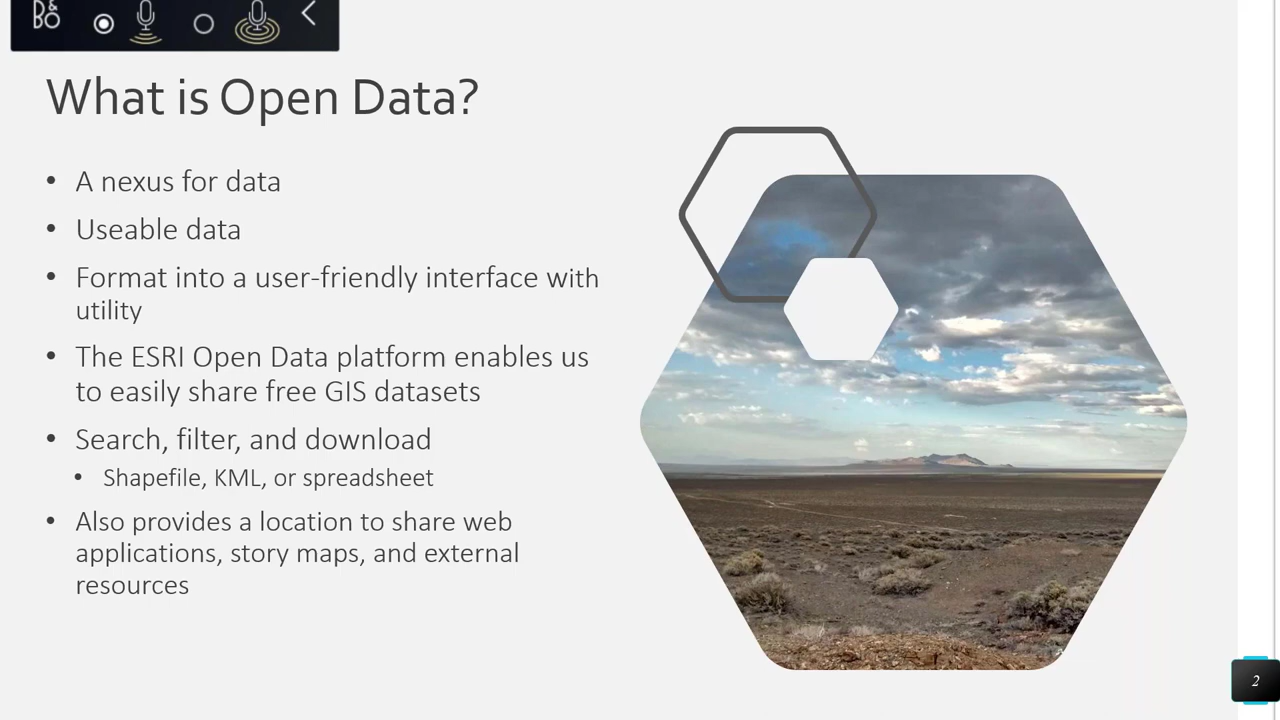 B&O
What is Open Data?
• A nexus for data
• Useable data
• Format into a user-friendly interface with
utility
• The ESRI Open Data platform enables us
to easily share free GIS datasets
• Search, filter, and download
• Shapefile, KML, or spreadsheet
• Also provides a location to share web
applications, story maps, and external
resources
2